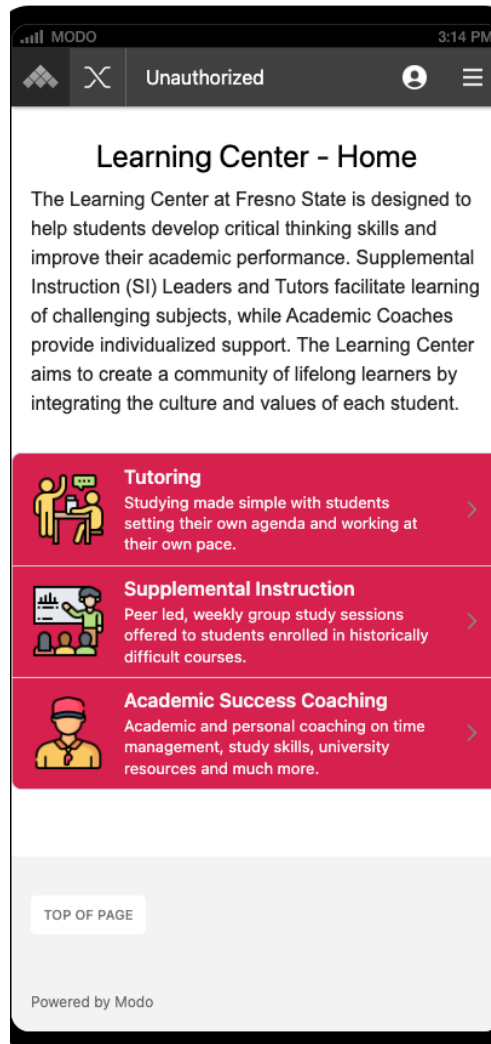 MODO 3:14 PM
Unauthorized
Learning Center - Home
The Learning Center at Fresno State is designed to
help students develop critical thinking skills and
improve their academic performance. Supplemental
Instruction (SI) Leaders and Tutors facilitate learning
of challenging subjects, while Academic Coaches
provide individualized support. The Learning Center
aims to create a community of lifelong learners by
integrating the culture and values of each student.
Tutoring
Studying made simple with students
setting their own agenda and working at
their own pace.
Supplemental Instruction
Peer led, weekly group study sessions
offered to students enrolled in historically
difficult courses.
Academic Success Coaching
Academic and personal coaching on time
management, study skills, university
resources and much more.
TOP OF PAGE
Powered by Modo